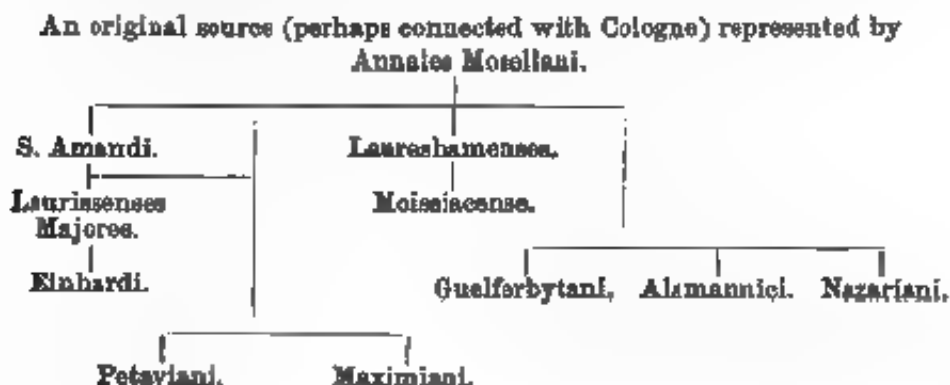 An original source (perhaps connected with Cologne) represented by
Annales Mosellani.
S. Amandi.
Laureshamenses.
Laurissenses
Majores.
Moissiacense.
Einhardi.
Guelferbytani,
Alamannici.
Nazariani.
Petaviani.
Maximiani.